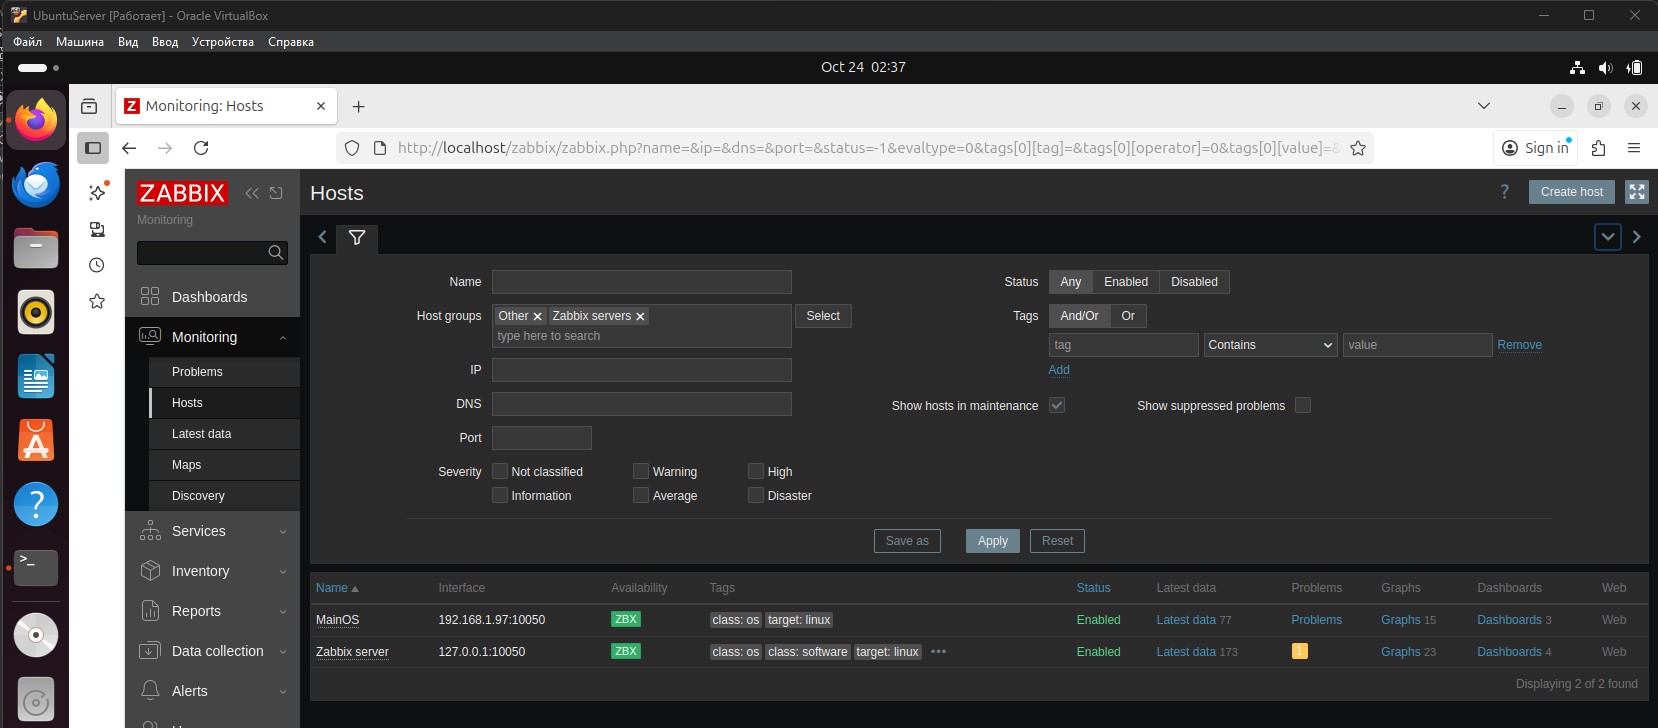 UbuntuServer [Работает] - Oracle VirtualBox
Файл Машина Вид Ввод Устройства Справка
Oct 24 02:37
Z Monitoring: Hosts
http://localhost/zabbix/zabbix.php?name=&ip=&dns=&port=&status=-1&evaltype=0&tags[0][tag]=&tags[0][operator]=0&tags[0][value]=&
Sign in
ZABBIX
Monitoring
Dashboards
Monitoring
Problems
Hosts
Latest data
Maps
Discovery
Services
Inventory
Reports
Data collection
Alerts
Hosts
? Create host
Name
Host groups Other Zabbix servers Select
type here to search
IP
DNS
Port
Severity Not classified Warning High
Information Average Disaster
Status Any Enabled Disabled
Tags And/Or Or
tag Contains value Remove
Add
Show hosts in maintenance Show suppressed problems
Save as Apply Reset
Name Interface Availability Tags Status Latest data Problems Graphs Dashboards Web
MainOS 192.168.1.97:10050 ZBX class: os target: linux Enabled Latest data 77 Problems Graphs 15 Dashboards 3 Web
Zabbix server 127.0.0.1:10050 ZBX class: os class: software target: linux ••• Enabled Latest data 173 1 Graphs 23 Dashboards 4 Web
Displaying 2 of 2 found